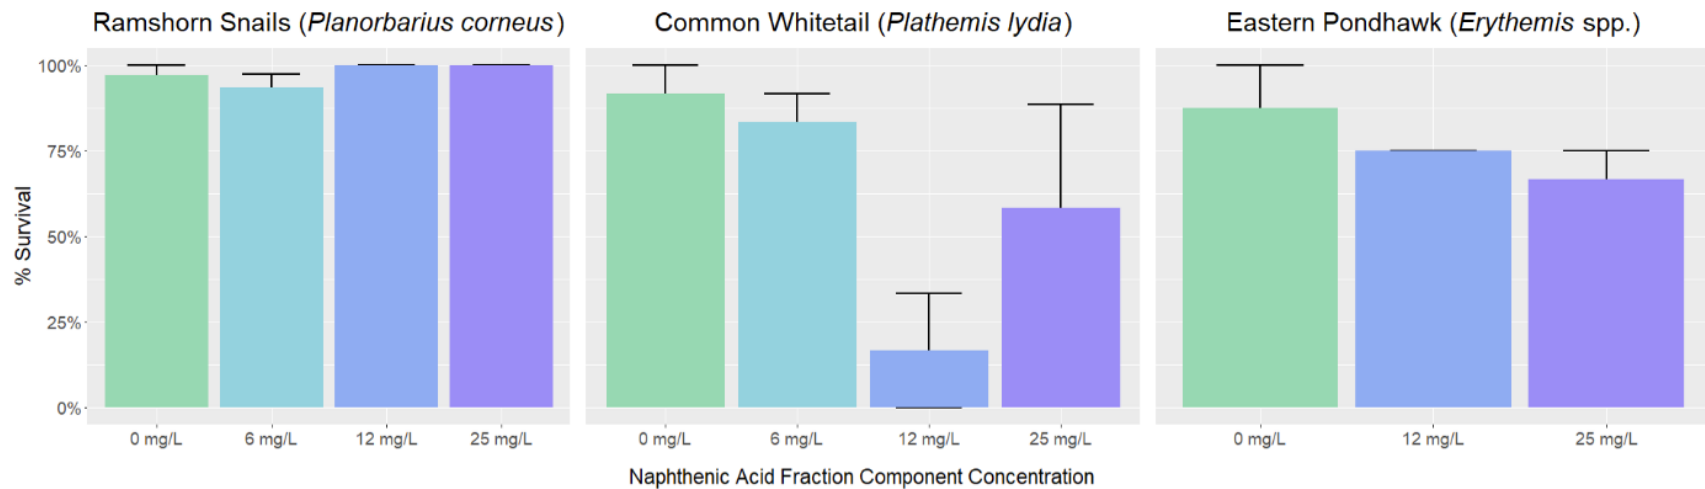 Ramshorn Snails (Planorbarius corneus)
Common Whitetail (Plathemis lydia)
Eastern Pondhawk (Erythemis spp.)
% Survival
100%
75%
50%
25%
0%
0 mg/L 6 mg/L 12 mg/L 25 mg/L
0 mg/L 6 mg/L 12 mg/L 25 mg/L
0 mg/L 12 mg/L 25 mg/L
Naphthenic Acid Fraction Component Concentration